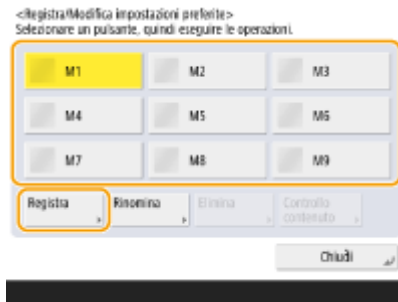 <Registra/Modifica impostazioni preferite>
Selezionare un pulsante, quindi eseguire le operazioni.
M1 M2 M3
M4 M5 M6
M7 M8 M9
Registra Rinomina Elimina Controllo
contenuto
Chiudi